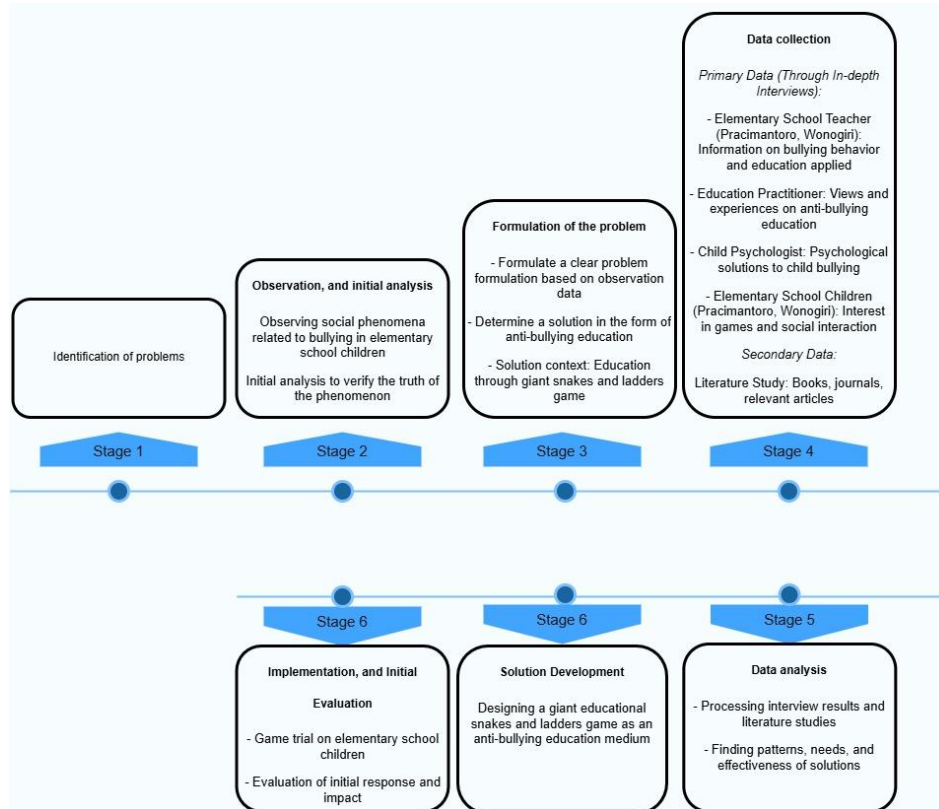 Identification of problems
Stage 1
Observation, and initial analysis
Observing social phenomena
related to bullying in elementary
school children
Initial analysis to verify the truth of
the phenomenon
Stage 2
Formulation of the problem
- Formulate a clear problem
formulation based on observation
data
- Determine a solution in the form of
anti-bullying education
- Solution context: Education
through giant snakes and ladders
game
Stage 3
Data collection
Primary Data (Through In-depth
Interviews):
- Elementary School Teacher
(Pracimantoro, Wonogiri):
Information on bullying behavior
and education applied
- Education Practitioner: Views and
experiences on anti-bullying
education
- Child Psychologist: Psychological
solutions to child bullying
- Elementary School Children
(Pracimantoro, Wonogiri): Interest
in games and social interaction
Secondary Data:
Literature Study: Books, journals,
relevant articles
Stage 4
Stage 6
Implementation, and Initial
Evaluation
- Game trial on elementary school
children
- Evaluation of initial response and
impact
Stage 6
Solution Development
Designing a giant educational
snakes and ladders game as an
anti-bullying education medium
Stage 5
Data analysis
- Processing interview results and
literature studies
- Finding patterns, needs, and
effectiveness of solutions